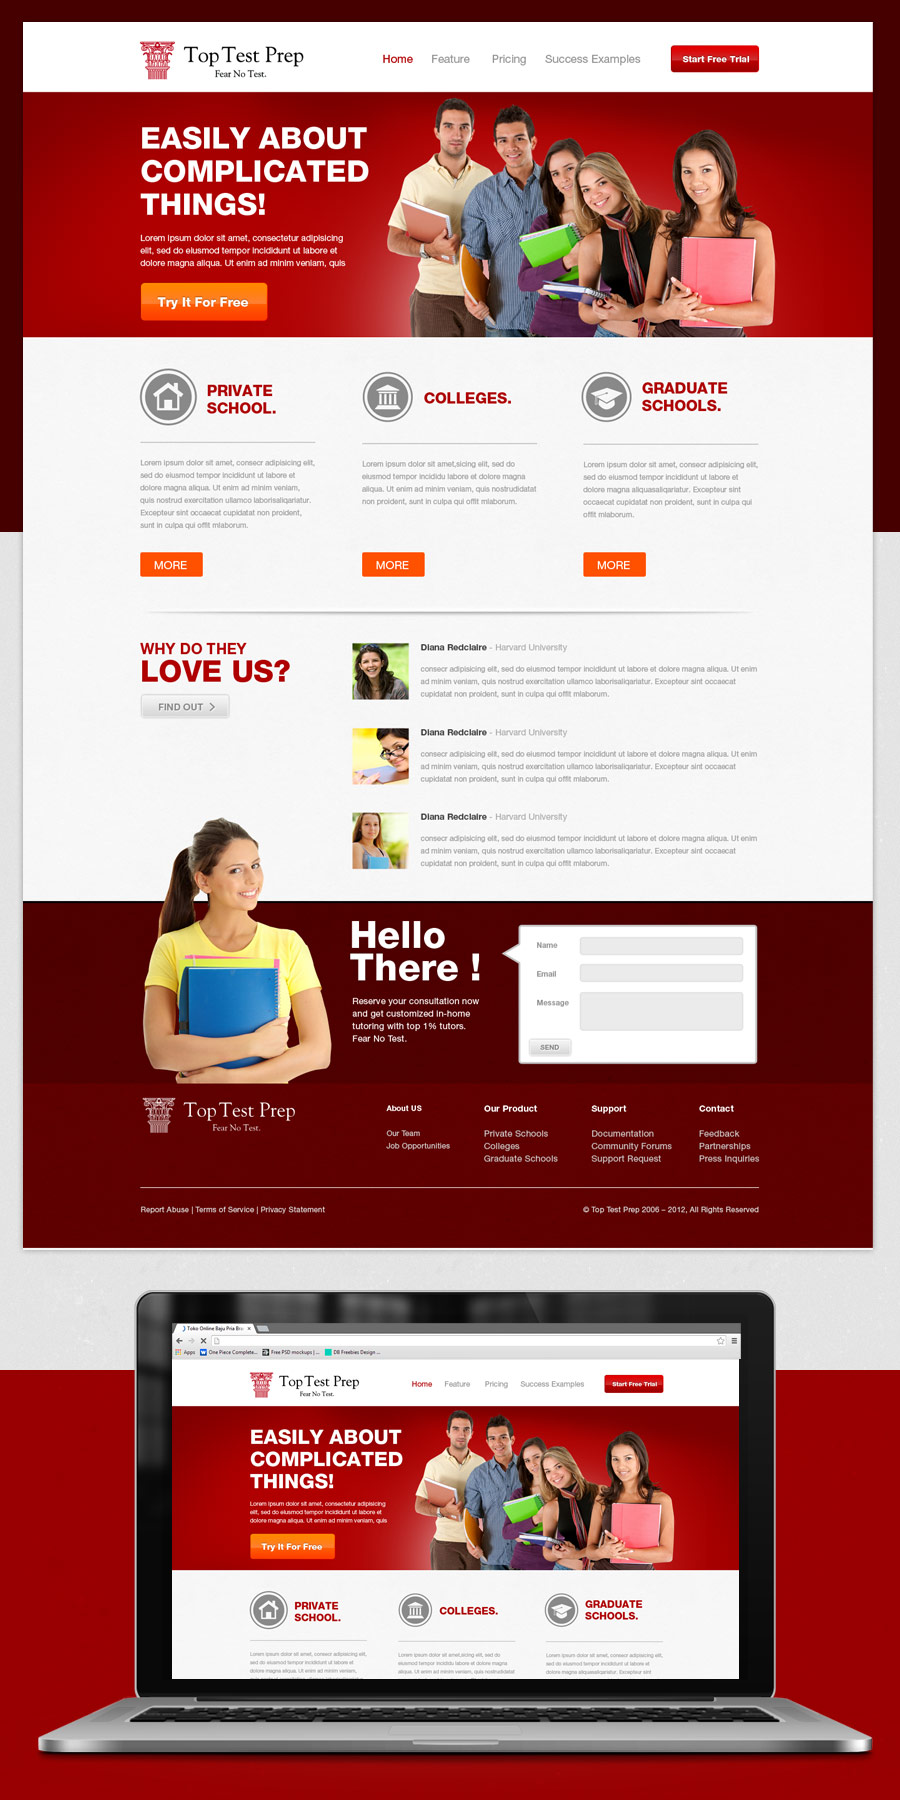 Top Test Prep
Fear No Test.
Home Feature Pricing Success Examples Start Free Trial
EASILY ABOUT
COMPLICATED
THINGS!
Lorem ipsum dolor sit amet, consectetur adipisicing
elit, sed do eiusmod tempor incididunt ut labore et
dolore magna aliqua. Ut enim ad minim veniam, quis
Try It For Free
PRIVATE
SCHOOL.
Lorem ipsum dolor sit amet, consecr adipisicing elit,
sed do eiusmod tempor incididunt ut labore et
dolore magna aliqua. Ut enim ad minim veniam,
quis nostrud exercitation ullamco laborisaliqariatur.
Excepteur sint occaecat cupidatat non proident,
sunt in culpa qui offit mlaborum.
MORE
COLLEGES.
Lorem ipsum dolor sit amet,sicing elit, sed do
eiusmod tempor incididu labore et dolore magna
aliqua. Ut enim ad minim veniam, quis nostrudidatat
non proident, sunt in culpa qui offit mlaborum.
MORE
GRADUATE
SCHOOLS.
Lorem ipsum dolor sit amet, consecr adipisicing elit,
sed do eiusmod tempor incididunt ut labore et
dolore magna aliquasaliqariatur. Excepteur sint
occaecat cupidatat non proident, sunt in culpa qui
offit mlaborum.
MORE
WHY DO THEY
LOVE US?
FIND OUT >
Diana Redclaire - Harvard University
consecr adipisicing elit, sed do eiusmod tempor incididunt ut labore et dolore magna aliqua. Ut enim
ad minim veniam, quis nostrud exercitation ullamco laborisaliqariatur. Excepteur sint occaecat
cupidatat non proident, sunt in culpa qui offit mlaborum.
Diana Redclaire - Harvard University
consecr adipisicing elit, sed do eiusmod tempor incididunt ut labore et dolore magna aliqua. Ut enim
ad minim veniam, quis nostrud exercitation ullamco laborisaliqariatur. Excepteur sint occaecat
cupidatat non proident, sunt in culpa qui offit mlaborum.
Diana Redclaire - Harvard University
consecr adipisicing elit, sed do eiusmod tempor incididunt ut labore et dolore magna aliqua. Ut enim
ad minim veniam, quis nostrud exercitation ullamco laborisaliqariatur. Excepteur sint occaecat
cupidatat non proident, sunt in culpa qui offit mlaborum.
Hello
There !
Reserve your consultation now
and get customized in-home
tutoring with top 1% tutors.
Fear No Test.
Name
Email
Message
SEND
Top Test Prep
Fear No Test.
About US
Our Team
Job Opportunities
Our Product
Private Schools
Colleges
Graduate Schools
Support
Documentation
Community Forums
Support Request
Contact
Feedback
Partnerships
Press Inquiries
Report Abuse | Terms of Service | Privacy Statement
© Top Test Prep 2006 – 2012, All Rights Reserved
Toko Online Baju Pria Bra
Apps One Piece Complete... Free PSD mockups | ... DB Freebies Design ...
Top Test Prep
Fear No Test.
Home Feature Pricing Success Examples Start Free Trial
EASILY ABOUT
COMPLICATED
THINGS!
Lorem ipsum dolor sit amet, consectetur adipisicing
elit, sed do eiusmod tempor incididunt ut labore et
dolore magna aliqua. Ut enim ad minim veniam, quis
Try It For Free
PRIVATE
SCHOOL.
Lorem ipsum dolor sit amet, consecr adipisicing elit,
sed do eiusmod tempor incididunt ut labore et
dolore magna aliqua. Ut enim ad minim veniam,
COLLEGES.
Lorem ipsum dolor sit amet,sicing elit, sed do
eiusmod tempor incididu labore et dolore magna
aliqua. Ut enim ad minim veniam, quis nostrudidatat
GRADUATE
SCHOOLS.
Lorem ipsum dolor sit amet, consecr adipisicing elit,
sed do eiusmod tempor incididunt ut labore et
dolore magna aliquasaliqariatur. Excepteur sint